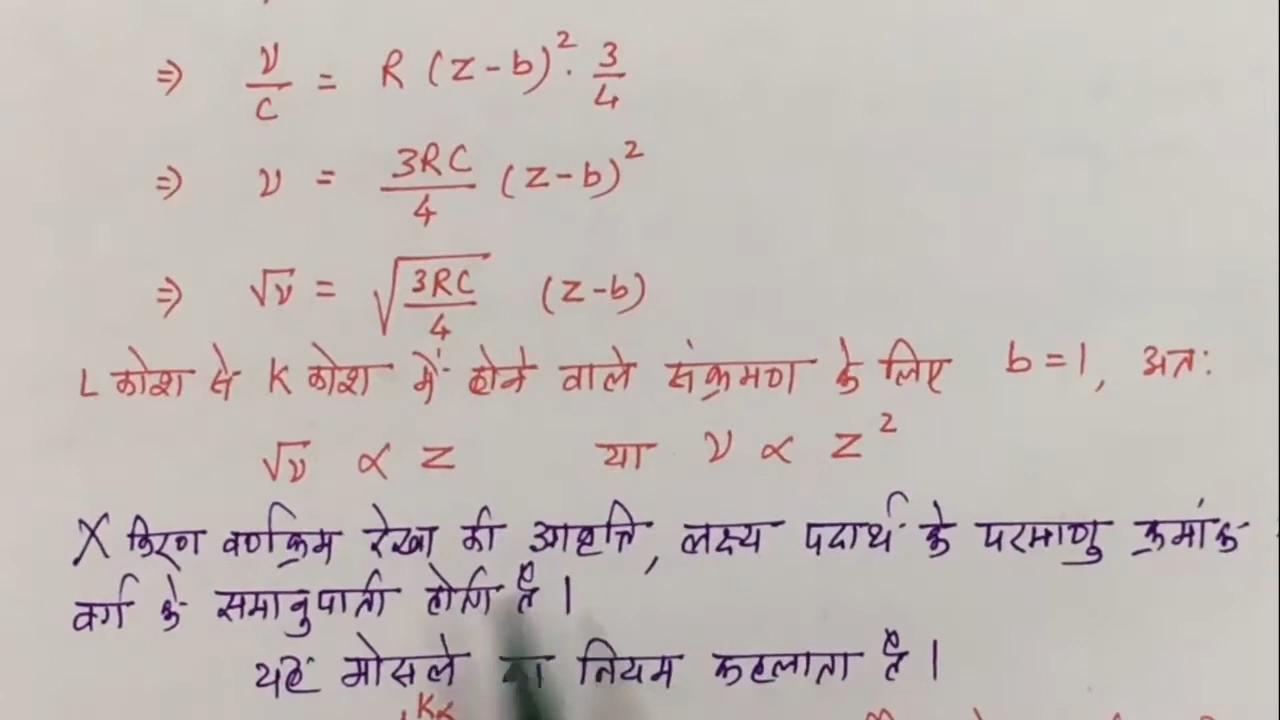 ⇒ ν/c = R (z-b)² · 3/4
⇒ ν = 3RC/4 (z-b)²
⇒ √ν = √(3RC/4) (z-b)
L कोश से K कोश में होने वाले संक्रमण के लिए b=1, अतः
√ν ∝ z या ν ∝ z²
X किरण वर्णक्रम रेखा की आवृत्ति, लक्ष्य पदार्थ के परमाणु क्रमांक
वर्ग के समानुपाती होती है।
यह मोसले का नियम कहलाता है।
Kα